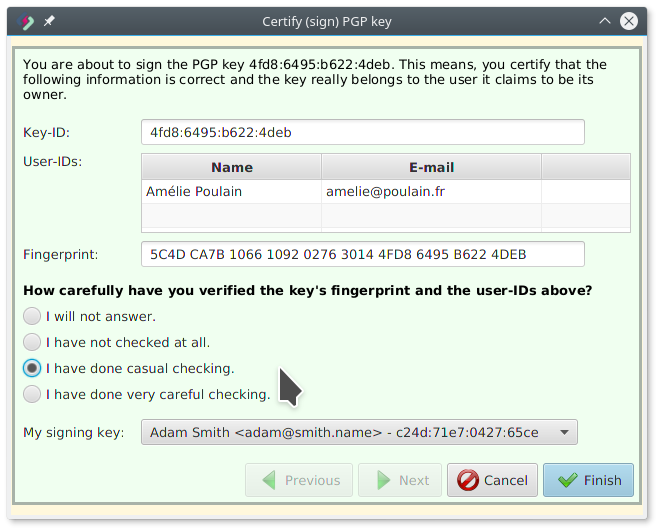 Certify (sign) PGP key
You are about to sign the PGP key 4fd8:6495:b622:4deb. This means, you certify that the
following information is correct and the key really belongs to the user it claims to be its
owner.
Key-ID: 4fd8:6495:b622:4deb
User-IDs:
Name E-mail
Amélie Poulain amelie@poulain.fr
Fingerprint: 5C4D CA7B 1066 1092 0276 3014 4FD8 6495 B622 4DEB
How carefully have you verified the key's fingerprint and the user-IDs above?
I will not answer.
I have not checked at all.
I have done casual checking.
I have done very careful checking.
My signing key: Adam Smith <adam@smith.name> - c24d:71e7:0427:65ce
Previous Next Cancel Finish